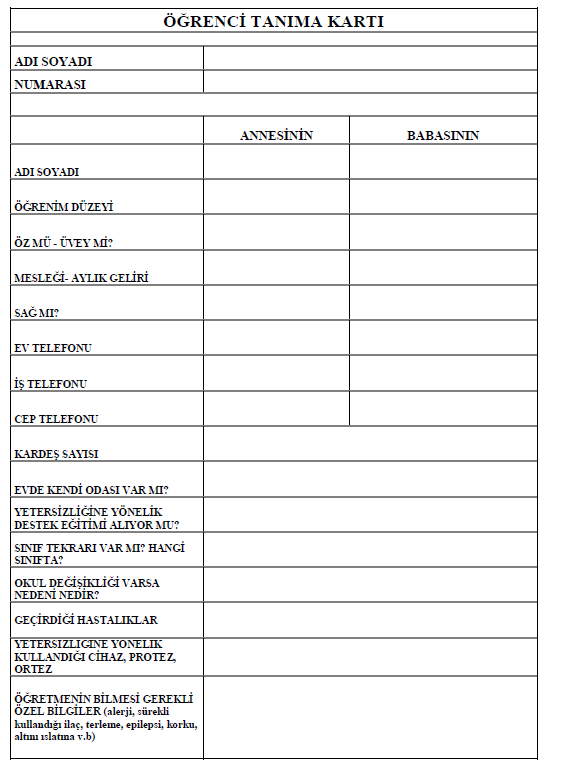 ÖĞRENCİ TANIMA KARTI
ADI SOYADI
NUMARASI
ANNESİNİN BABASININ
ADI SOYADI
ÖĞRENİM DÜZEYİ
ÖZ MÜ - ÜVEY Mİ?
MESLEĞİ- AYLIK GELİRİ
SAĞ MI?
EV TELEFONU
İŞ TELEFONU
CEP TELEFONU
KARDEŞ SAYISI
EVDE KENDİ ODASI VAR MI?
YETERSİZLİĞİNE YÖNELİK
DESTEK EĞİTİMİ ALIYOR MU?
SINIF TEKRARI VAR MI? HANGİ
SINIFTA?
OKUL DEĞİŞİKLİĞİ VARSA
NEDENİ NEDİR?
GEÇİRDİĞİ HASTALIKLAR
YETERSİZLİĞİNE YÖNELİK
KULLANDIĞI CİHAZ, PROTEZ,
ORTEZ
ÖĞRETMENİN BİLMESİ GEREKLİ
ÖZEL BİLGİLER (alerji, sürekli
kullandığı ilaç, terleme, epilepsi, korku,
altını ıslatma v.b)